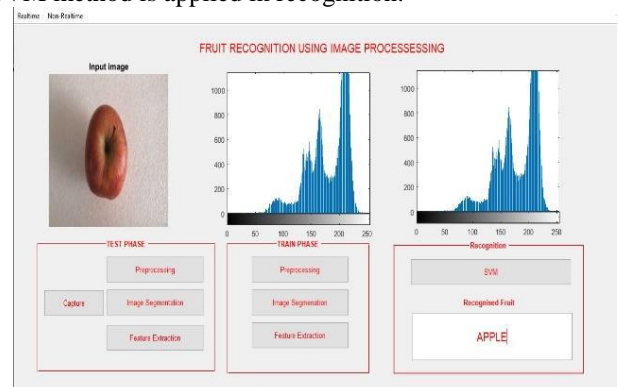 method is applied in recognition.
Realtime Non-Realtime
FRUIT RECOGNITION USING IMAGE PROCESSESSING
Input image
1000
800
600
400
200
0
0 50 100 150 200 250
1000
800
600
400
200
0
0 50 100 150 200 250
TEST PHASE
Preprocessing
Capture
Image Segmentation
Feature Extraction
TRAIN PHASE
Preprocessing
Image Segmenation
Feature Extraction
Recognition
SVM
Recognised Fruit
APPLE